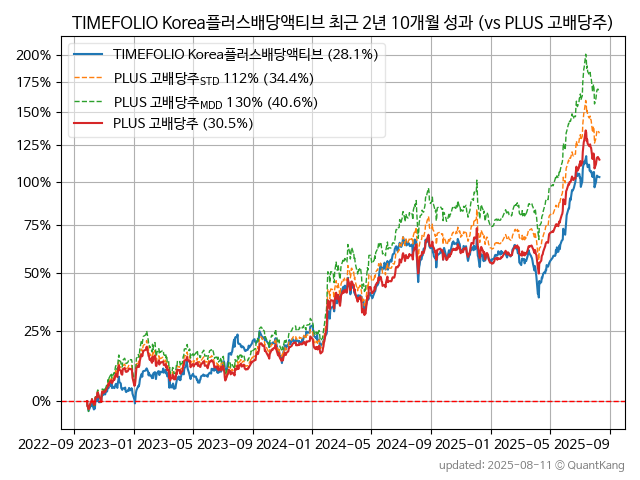 TIMEFOLIO Korea플러스배당액티브 최근 2년 10개월 성과 (vs PLUS 고배당주)
200%
175%
150%
125%
100%
75%
50%
25%
0%
TIMEFOLIO Korea플러스배당액티브 (28.1%)
PLUS 고배당주STD 112% (34.4%)
PLUS 고배당주MDD 130% (40.6%)
PLUS 고배당주 (30.5%)
2022-09 2023-01 2023-05 2023-09 2024-01 2024-05 2024-09 2025-01 2025-05 2025-09
updated: 2025-08-11 © QuantKang